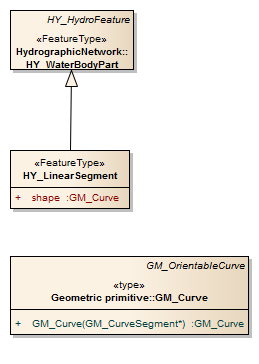 HY_HydroFeature
«FeatureType»
HydrographicNetwork::
HY_WaterBodyPart
«FeatureType»
HY_LinearSegment
+ shape :GM_Curve
GM_OrientableCurve
«type»
Geometric primitive::GM_Curve
+ GM_Curve(GM_CurveSegment*) :GM_Curve